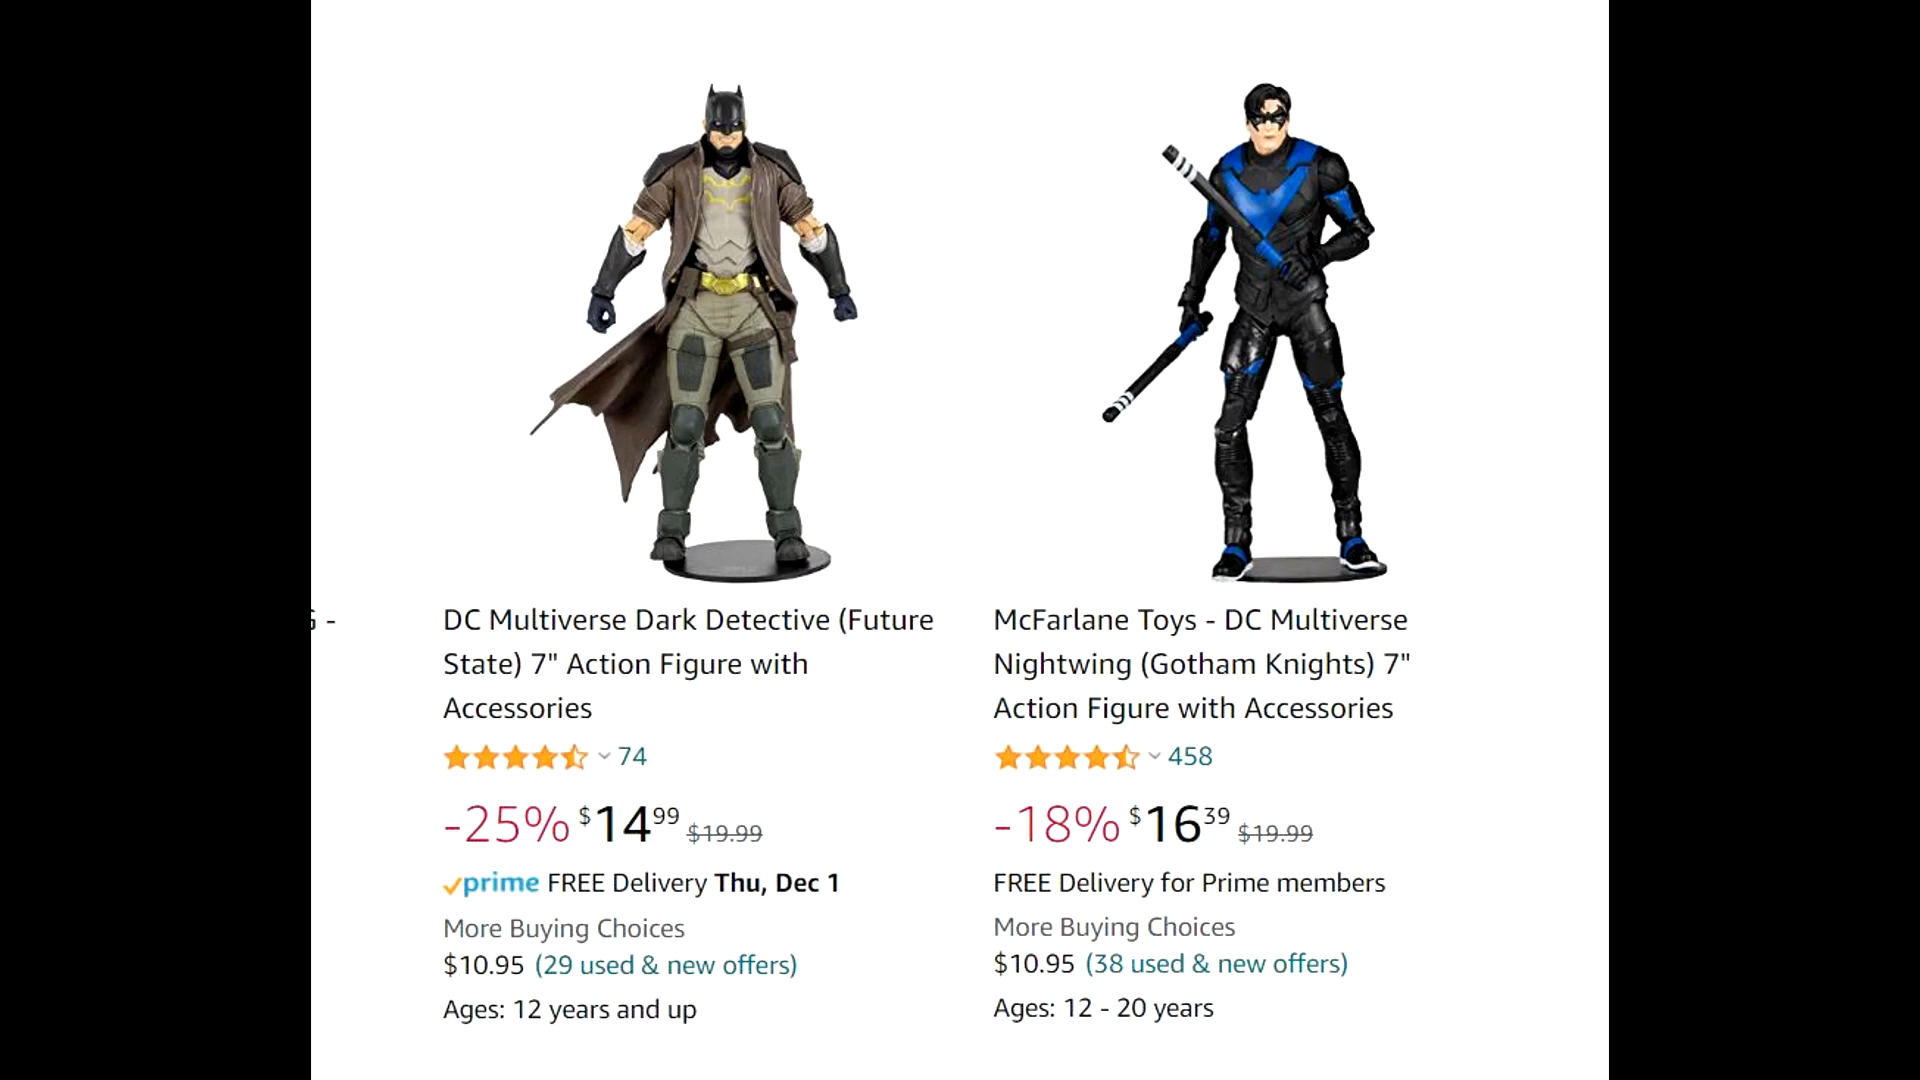 DC Multiverse Dark Detective (Future
State) 7" Action Figure with
Accessories
74
-25% $14.99 $19.99
prime FREE Delivery Thu, Dec 1
More Buying Choices
$10.95 (29 used & new offers)
Ages: 12 years and up
McFarlane Toys - DC Multiverse
Nightwing (Gotham Knights) 7"
Action Figure with Accessories
458
-18% $16.39 $19.99
FREE Delivery for Prime members
More Buying Choices
$10.95 (38 used & new offers)
Ages: 12 - 20 years